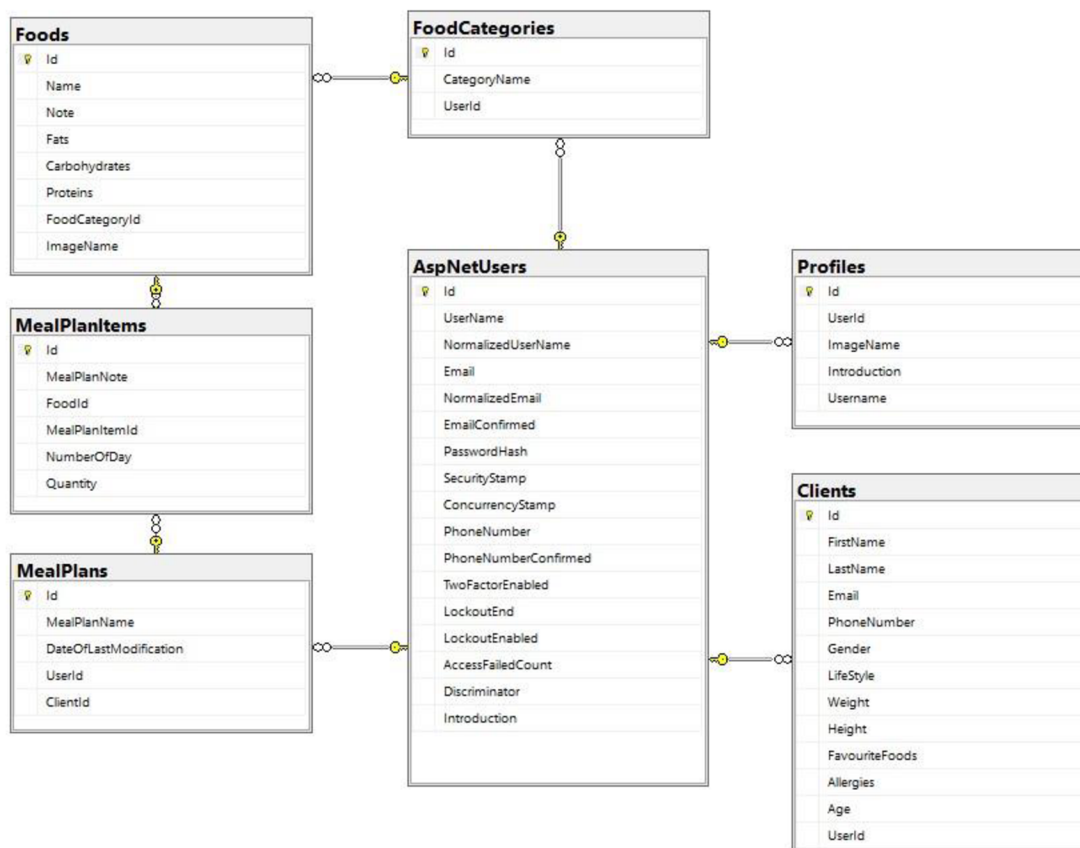 Foods
Id
Name
Note
Fats
Carbohydrates
Proteins
FoodCategoryId
ImageName
FoodCategories
Id
CategoryName
UserId
MealPlanItems
Id
MealPlanNote
FoodId
MealPlanItemId
NumberOfDay
Quantity
MealPlans
Id
MealPlanName
DateOfLastModification
UserId
ClientId
AspNetUsers
Id
UserName
NormalizedUserName
Email
NormalizedEmail
EmailConfirmed
PasswordHash
SecurityStamp
ConcurrencyStamp
PhoneNumber
PhoneNumberConfirmed
TwoFactorEnabled
LockoutEnd
LockoutEnabled
AccessFailedCount
Discriminator
Introduction
Profiles
Id
UserId
ImageName
Introduction
Username
Clients
Id
FirstName
LastName
Email
PhoneNumber
Gender
LifeStyle
Weight
Height
FavouriteFoods
Allergies
Age
UserId